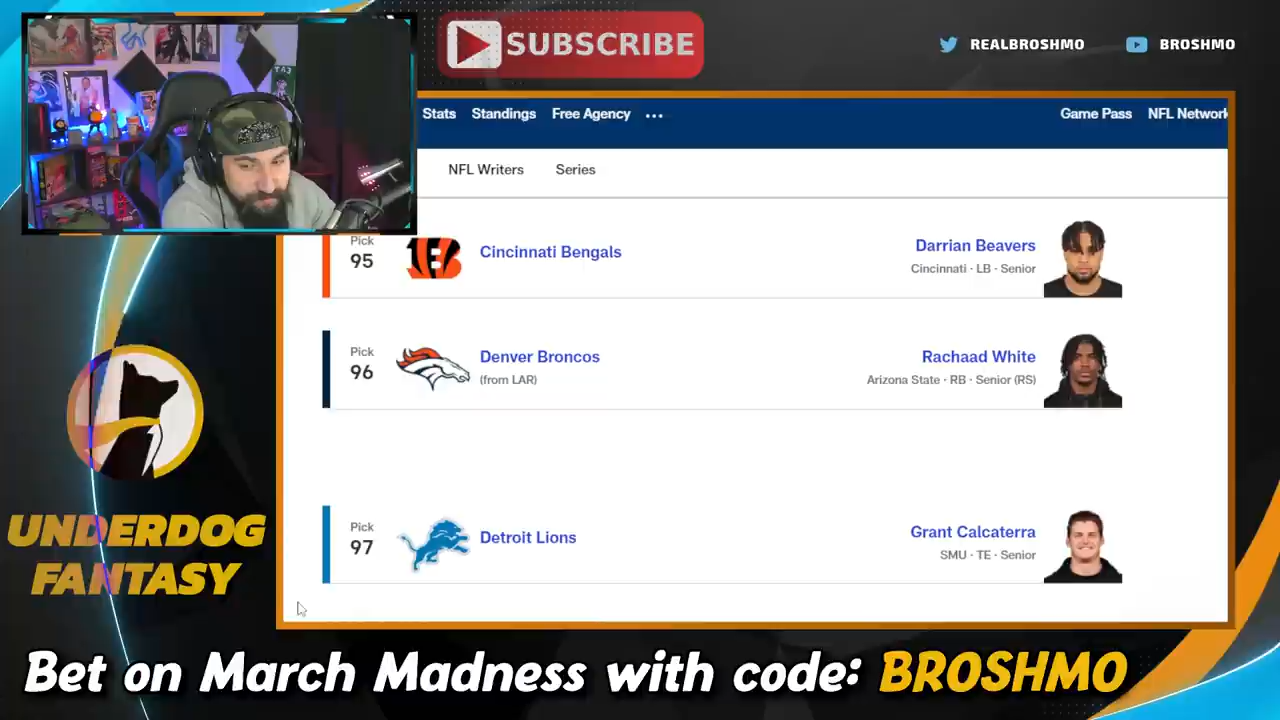 SUBSCRIBE
REALBROSHMO
BROSHMO
Stats Standings Free Agency ...
Game Pass NFL Network
NFL Writers Series
Pick
95
Cincinnati Bengals
Darrian Beavers
Cincinnati · LB · Senior
Pick
96
Denver Broncos
(from LAR)
Rachaad White
Arizona State · RB · Senior (RS)
Pick
97
Detroit Lions
Grant Calcaterra
SMU · TE · Senior
UNDERDOG
FANTASY
Bet on March Madness with code: BROSHMO